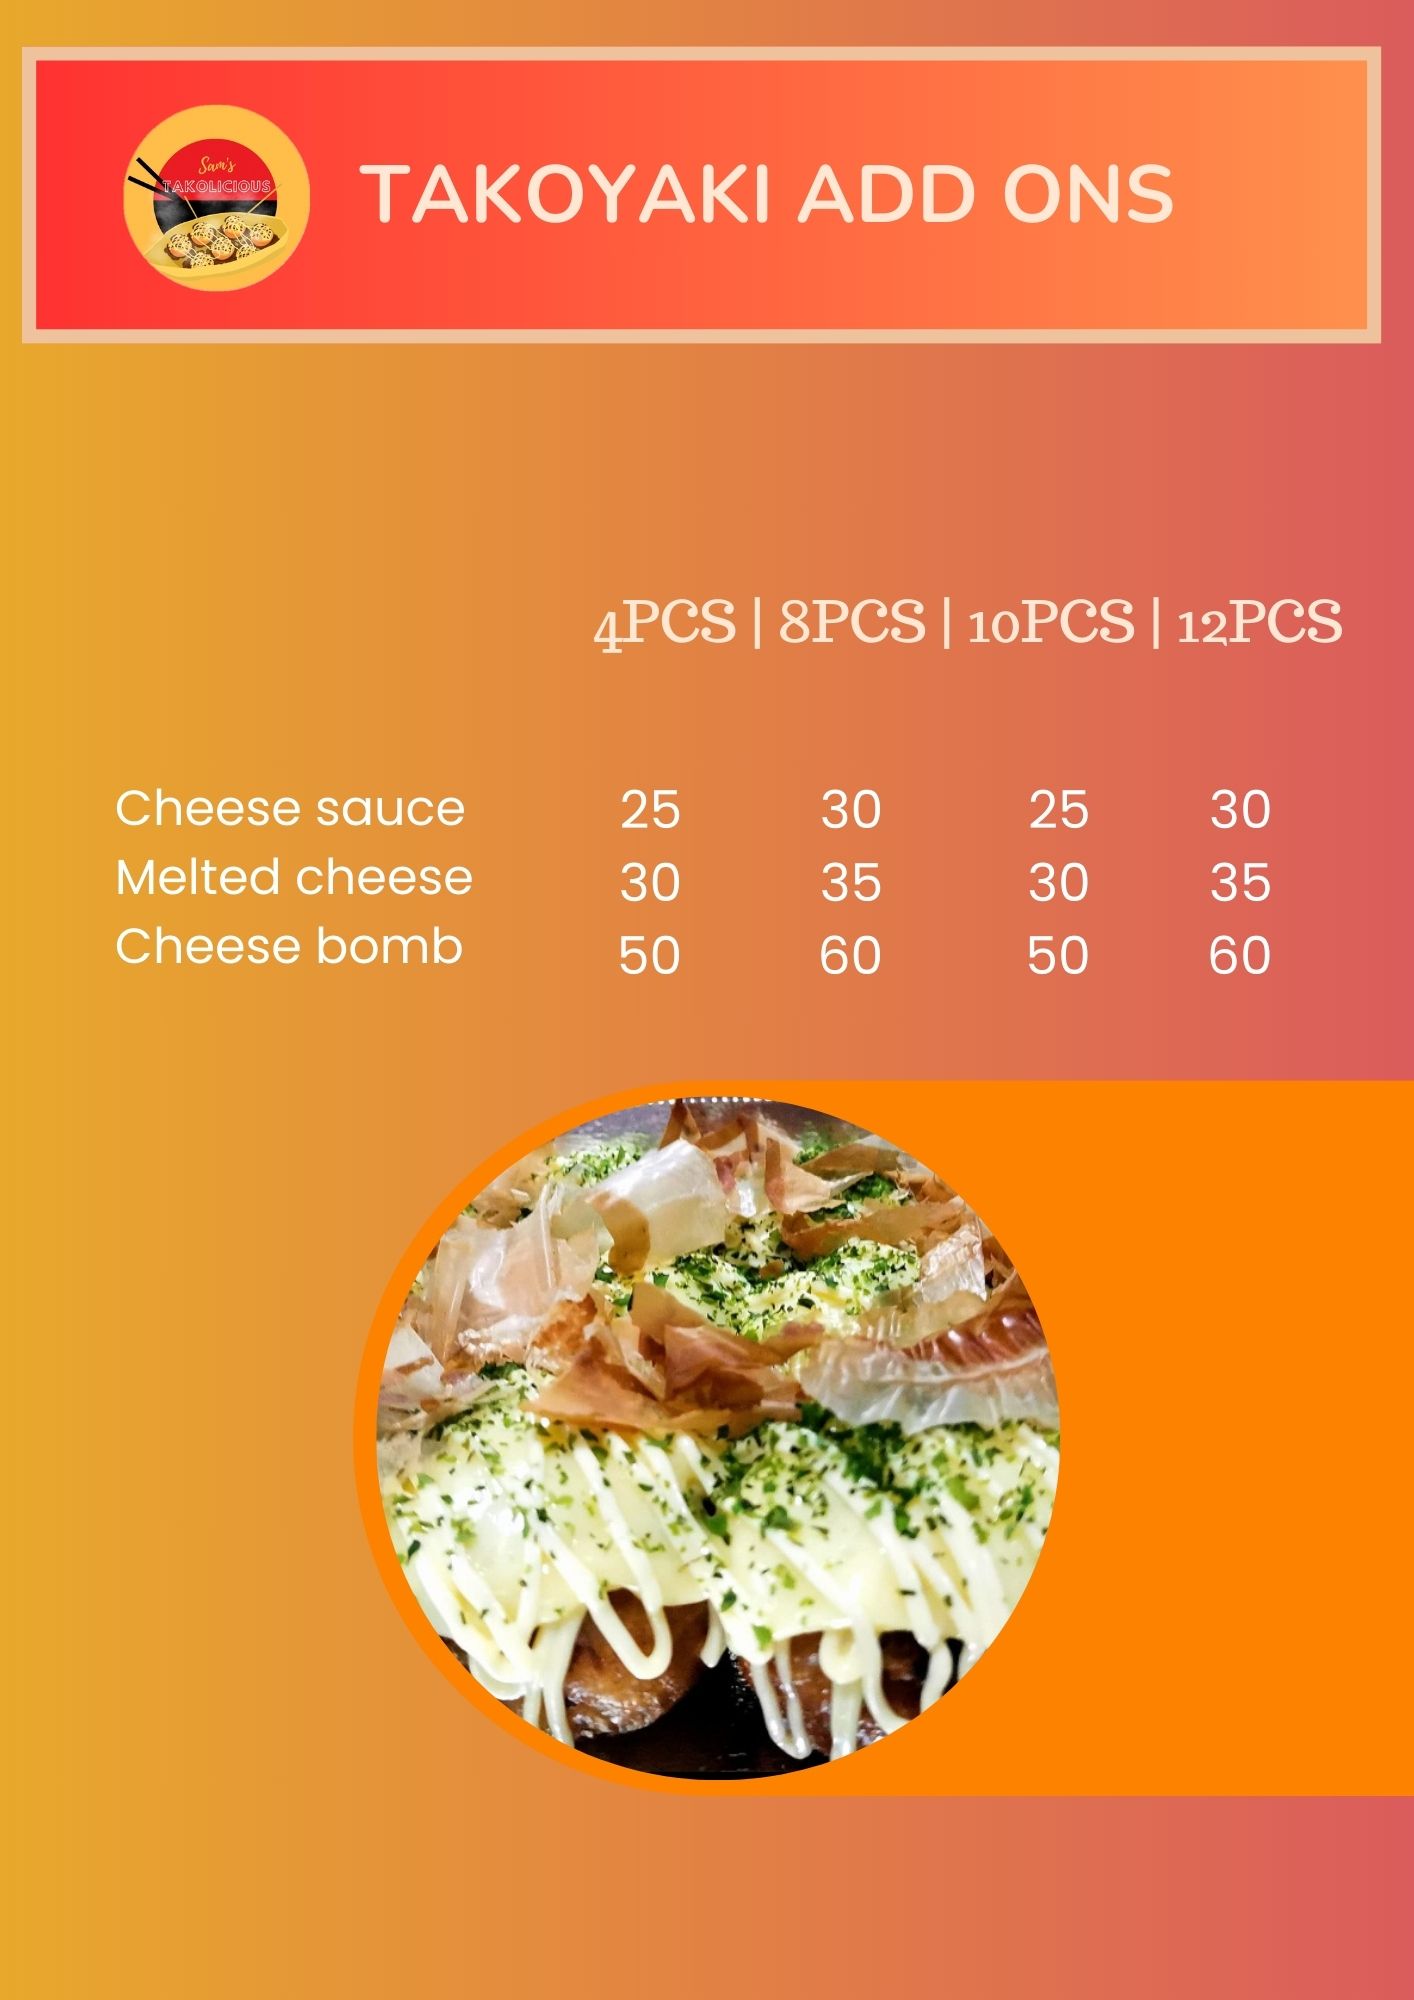 Sam's
TAKOLICIOUS
TAKOYAKI ADD ONS
4PCS | 8PCS | 10PCS | 12PCS
Cheese sauce 25 30 25 30
Melted cheese 30 35 30 35
Cheese bomb 50 60 50 60